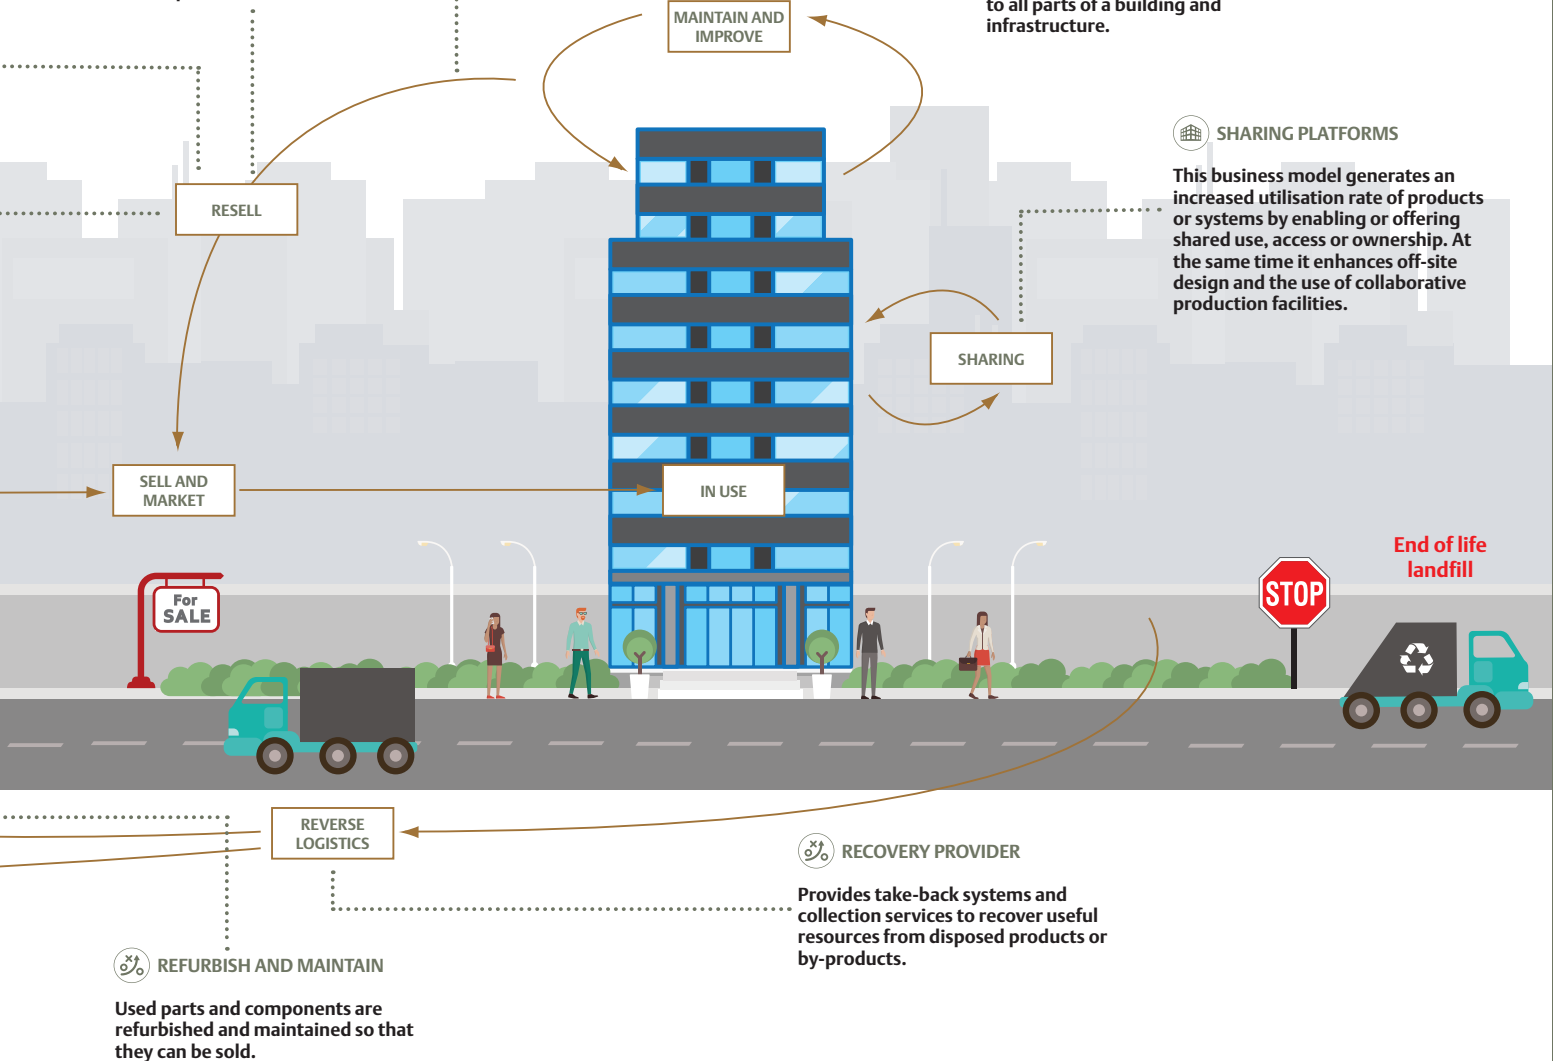 to all parts of a building and
infrastructure.
MAINTAIN AND
IMPROVE
SHARING PLATFORMS
This business model generates an
increased utilisation rate of products
or systems by enabling or offering
shared use, access or ownership. At
the same time it enhances off-site
design and the use of collaborative
production facilities.
RESELL
SHARING
SELL AND
MARKET
IN USE
End of life
landfill
STOP
For
SALE
REVERSE
LOGISTICS
RECOVERY PROVIDER
Provides take-back systems and
collection services to recover useful
resources from disposed products or
by-products.
REFURBISH AND MAINTAIN
Used parts and components are
refurbished and maintained so that
they can be sold.